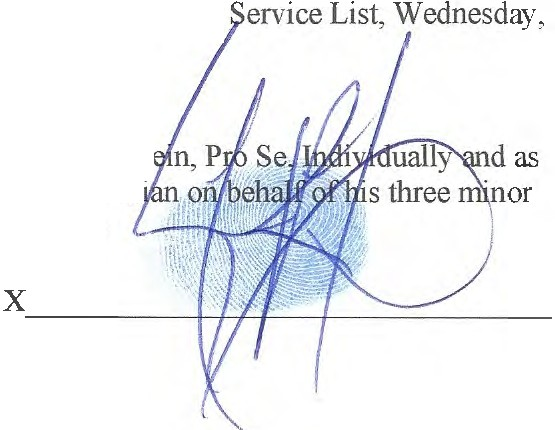 Service List, Wednesday,
ein, Pro Se, Individually and as
ian on behalf of his three minor
X